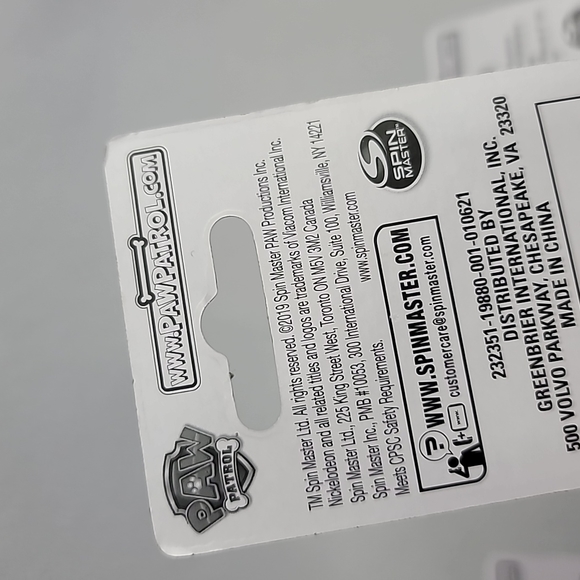 WWW.PAWPATROL.COM
PAW
PATROL
TM Spin Master Ltd. All rights reserved. ©2019 Spin Master PAW Productions Inc.
Nickelodeon and all related titles and logos are trademarks of Viacom International Inc.
Spin Master Ltd., 225 King Street West, Toronto ON M5V 3M2 Canada
Spin Master Inc., PMB #10053, 300 International Drive, Suite 100, Williamsville, NY 14221
Meets CPSC Safety Requirements. www.spinmaster.com
SPIN
MASTER™
? WWW.SPINMASTER.COM
customercare@spinmaster.com
232351-19880-001-010621
DISTRIBUTED BY
GREENBRIER INTERNATIONAL, INC.
500 VOLVO PARKWAY, CHESAPEAKE, VA 23320
MADE IN CHINA